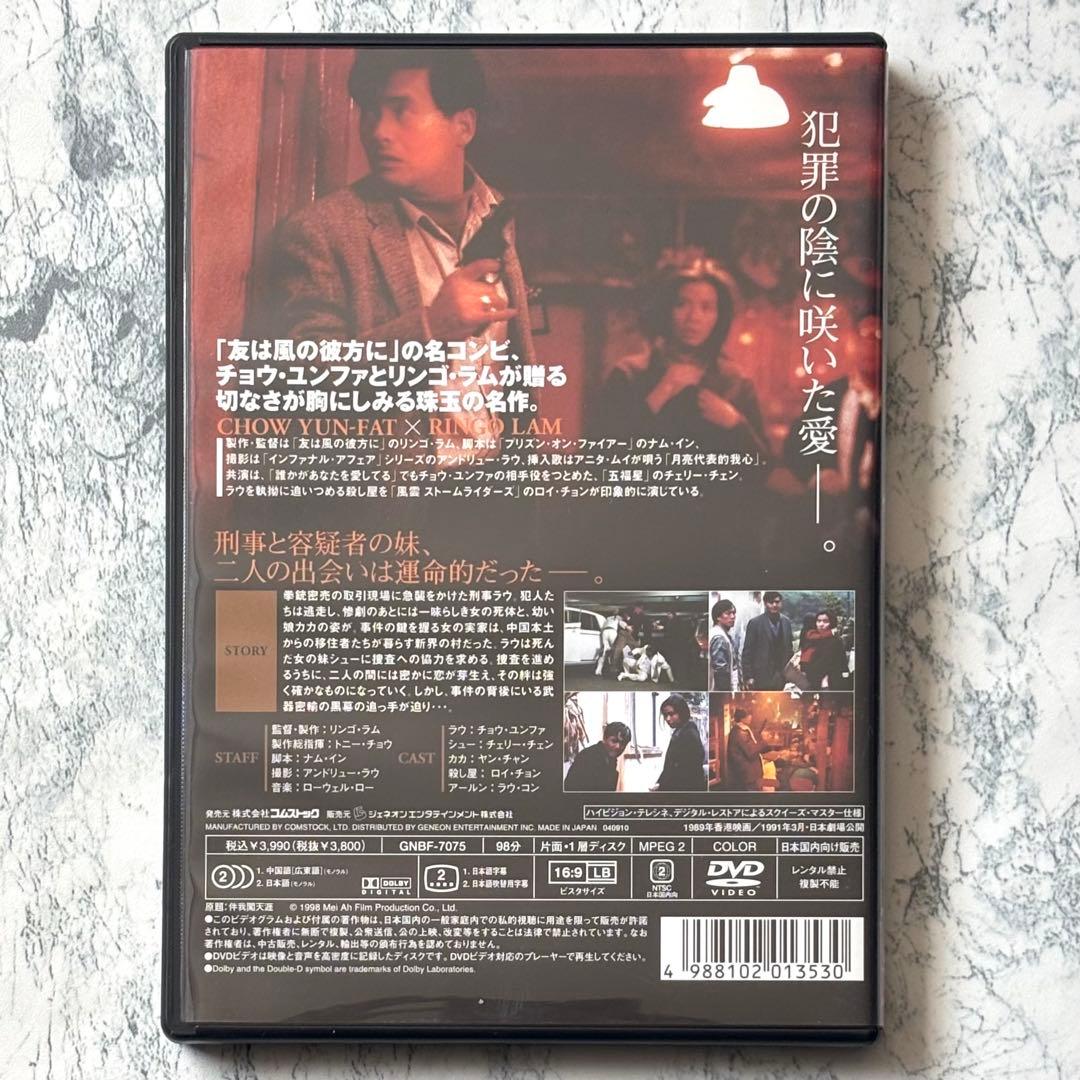 犯罪の陰に咲いた愛――。
「友は風の彼方に」の名コンビ、
チョウ・ユンファとリンゴ・ラムが贈る
切なさが胸にしみる珠玉の名作。
CHOW YUN-FAT × RINGO LAM
製作・監督は「友は風の彼方に」のリンゴ・ラム、脚本は「プリズン・オン・ファイアー」のナム・イン、
撮影は「インファナル・アフェア」シリーズのアンドリュー・ラウ、挿入歌はアニタ・ムイが唄う「月亮代表的我心」。
共演は、「誰かがあなたを愛してる」でもチョウ・ユンファの相手役をつとめた、「五福星」のチェリー・チェン。
ラウを執拗に追いつめる殺し屋を「風雲 ストームライダーズ」のロイ・チョンが印象的に演じている。
刑事と容疑者の妹、
二人の出会いは運命的だった――。
STORY
拳銃密売の取引現場に急襲をかけた刑事ラウ。犯人た
ちは逃走し、惨劇のあとには一味らしき女の死体と、幼い
娘カカの姿が。事件の鍵を握る女の実家は、中国本土
からの移住者たちが暮らす新界の村だった。ラウは死ん
だ女の妹シューに捜査への協力を求める。捜査を進め
るうちに、二人の間には密かに恋が芽生え、その絆は強
く確かなものになっていく。しかし、事件の背後にいる武
器密輸の黒幕の追っ手が迫り・・・。
STAFF
監督・製作：リンゴ・ラム
製作総指揮：トニー・チョウ
脚本：ナム・イン
撮影：アンドリュー・ラウ
音楽：ローウェル・ロー
CAST
ラウ：チョウ・ユンファ
シュー：チェリー・チェン
カカ：ヤン・チャン
殺し屋：ロイ・チョン
アールン：ラウ・コン
発売元 株式会社コムストック 販売元 ジェネオン エンタテインメント株式会社
MANUFACTURED BY COMSTOCK, LTD. DISTRIBUTED BY GENEON ENTERTAINMENT INC. MADE IN JAPAN 040910
ハイビジョン・テレシネ、デジタル・レストアによるスクイーズ・マスター仕様
1989年香港映画／1991年3月・日本劇場公開
税込￥3,990（税抜￥3,800） GNBF-7075 98分 片面・1層ディスク MPEG 2 COLOR 日本国内向け販売
2 1. 中国語[広東語]（モノラル）
2. 日本語（モノラル）
DOLBY DIGITAL
2 1. 日本語字幕
2. 日本語吹替用字幕
16:9 LB
ビスタサイズ
2
NTSC
日本国内向
DVD VIDEO
レンタル禁止
複製不能
原題：伴我闖天涯 © 1998 Mei Ah Film Production Co., Ltd.
●このビデオグラムおよび付属の著作物は、日本国内の一般家庭内での私的視聴に用途を限って販売が許諾
されており、著作権者に無断で複製、公衆送信、公の上映、改変等をすることは法律で禁止されています。なお
著作権者は、中古販売、レンタル、輸出等の頒布行為を認めておりません。
●DVDビデオは映像と音声を高密度に記録したディスクです。DVDビデオ対応のプレーヤーで再生してください。
●Dolby and the Double-D symbol are trademarks of Dolby Laboratories.
4 988102 013530